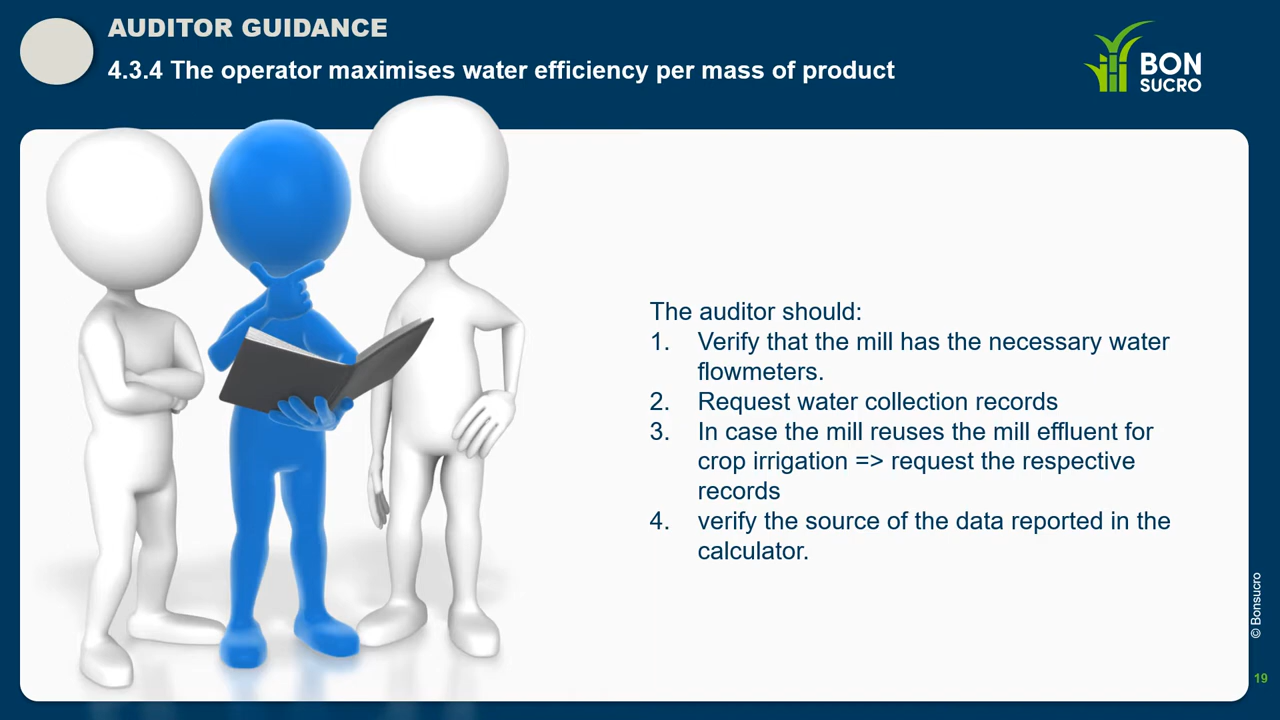 AUDITOR GUIDANCE
4.3.4 The operator maximises water efficiency per mass of product
BON
SUCRO
The auditor should:
1. Verify that the mill has the necessary water
flowmeters.
2. Request water collection records
3. In case the mill reuses the mill effluent for
crop irrigation => request the respective
records
4. verify the source of the data reported in the
calculator.
© Bonsucro
19